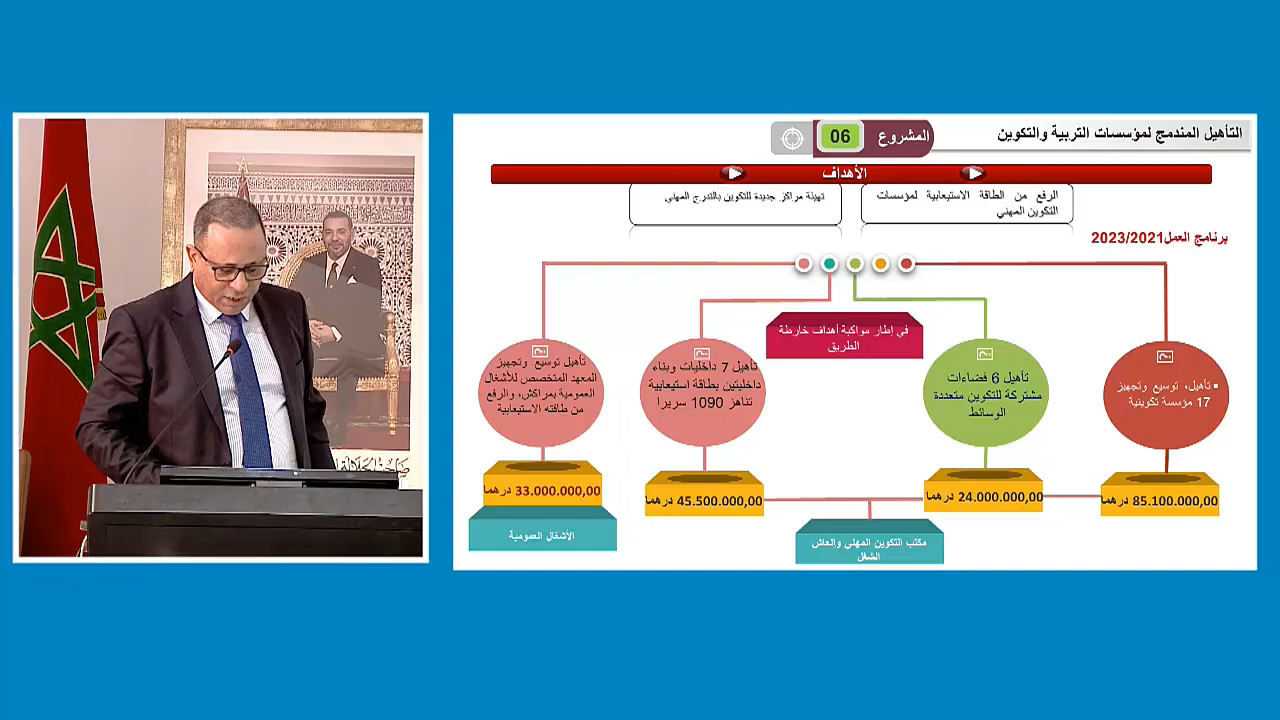 التأهيل المندمج لمؤسسات التربية والتكوين
المشروع 06
الأهداف
الرفع من الطاقة الاستيعابية لمؤسسات
التكوين المهني
تهيئة مراكز جديدة للتكوين بالتدرج المهني
برنامج العمل2023/2021
في إطار مواكبة أهداف خارطة
الطريق
▪ تأهيل، توسيع وتجهيز
17 مؤسسة تكوينية
85.100.000,00 درهما
تأهيل 6 فضاءات
مشتركة للتكوين متعددة
الوسائط
24.000.000,00 درهما
تأهيل 7 داخليات وبناء
داخليتين بطاقة استيعابية
تناهز 1090 سريرا
45.500.000,00 درهما
تأهيل توسيع وتجهيز
المعهد المتخصص للأشغال
العمومية بمراكش، والرفع
من طاقته الاستيعابية
33.000.000,00 درهما
مكتب التكوين المهني وإنعاش
الشغل
الأشغال العمومية